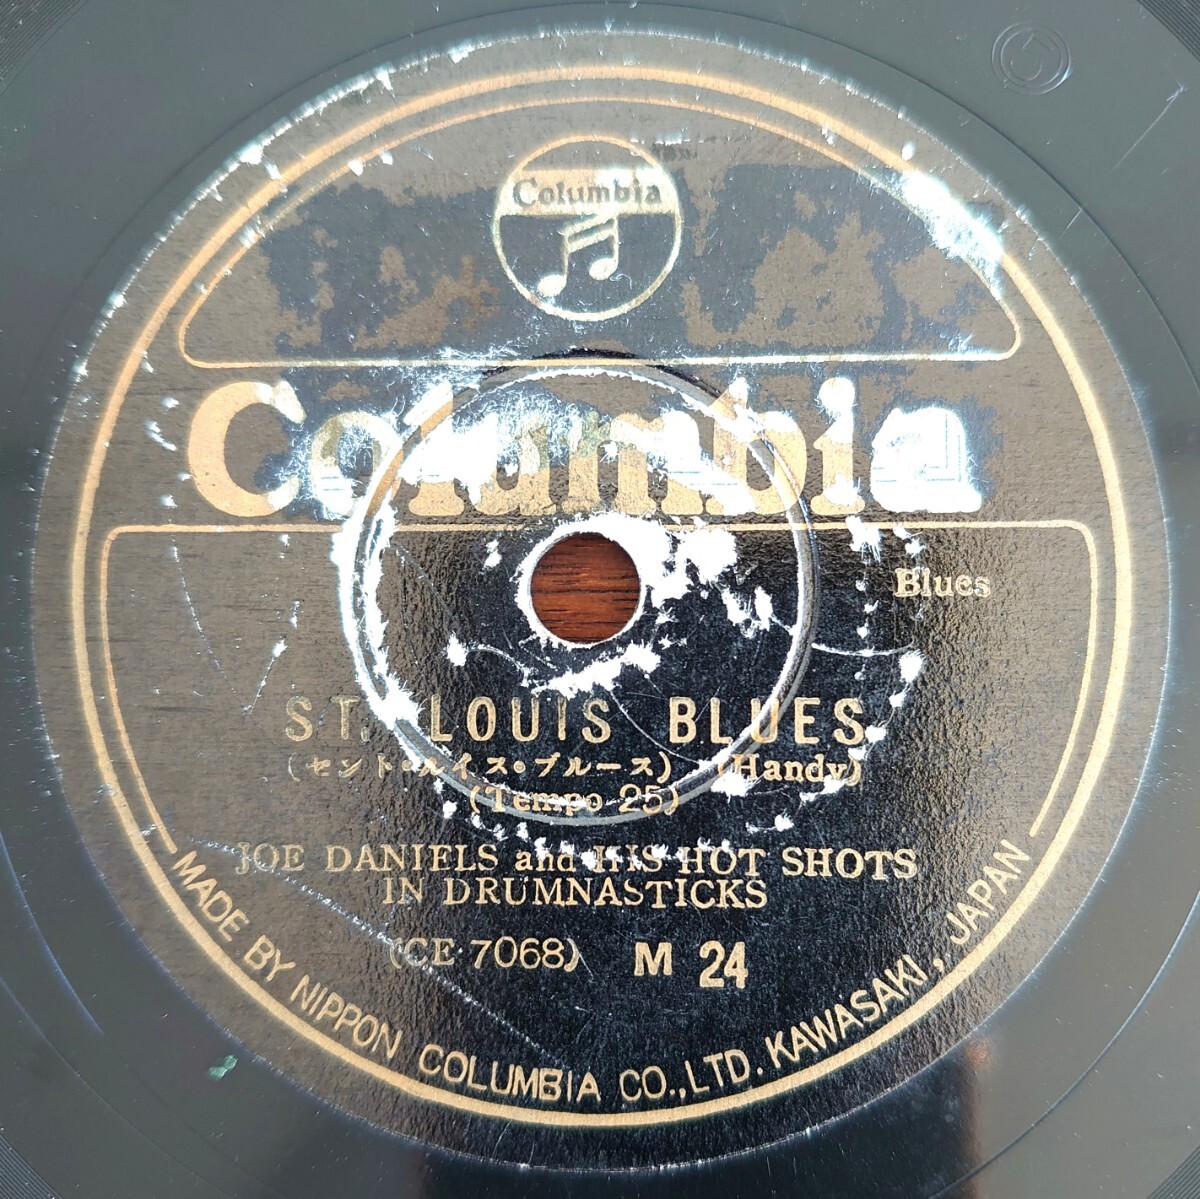 Columbia
Columbia
Blues
ST. LOUIS BLUES
(セント・ルイス・ブルース) (Handy)
(Tempo 25)
JOE DANIELS and HIS HOT SHOTS
IN DRUMNASTICKS
(CE 7068) M 24
MADE BY NIPPON COLUMBIA CO., LTD. KAWASAKI, JAPAN